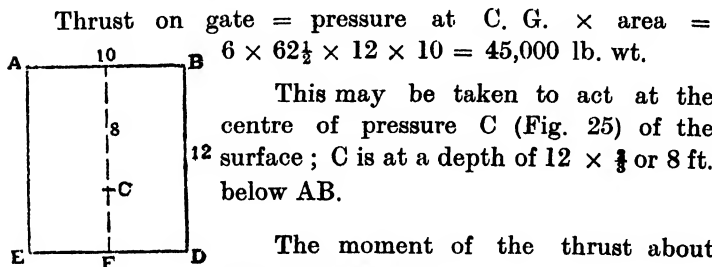 Thrust on gate = pressure at C. G. × area =
6 × 62½ × 12 × 10 = 45,000 lb. wt.
This may be taken to act at the
centre of pressure C (Fig. 25) of the
surface ; C is at a depth of 12 × ⅔ or 8 ft.
below AB.
The moment of the thrust about
A 10 B
8
12
C
E F D